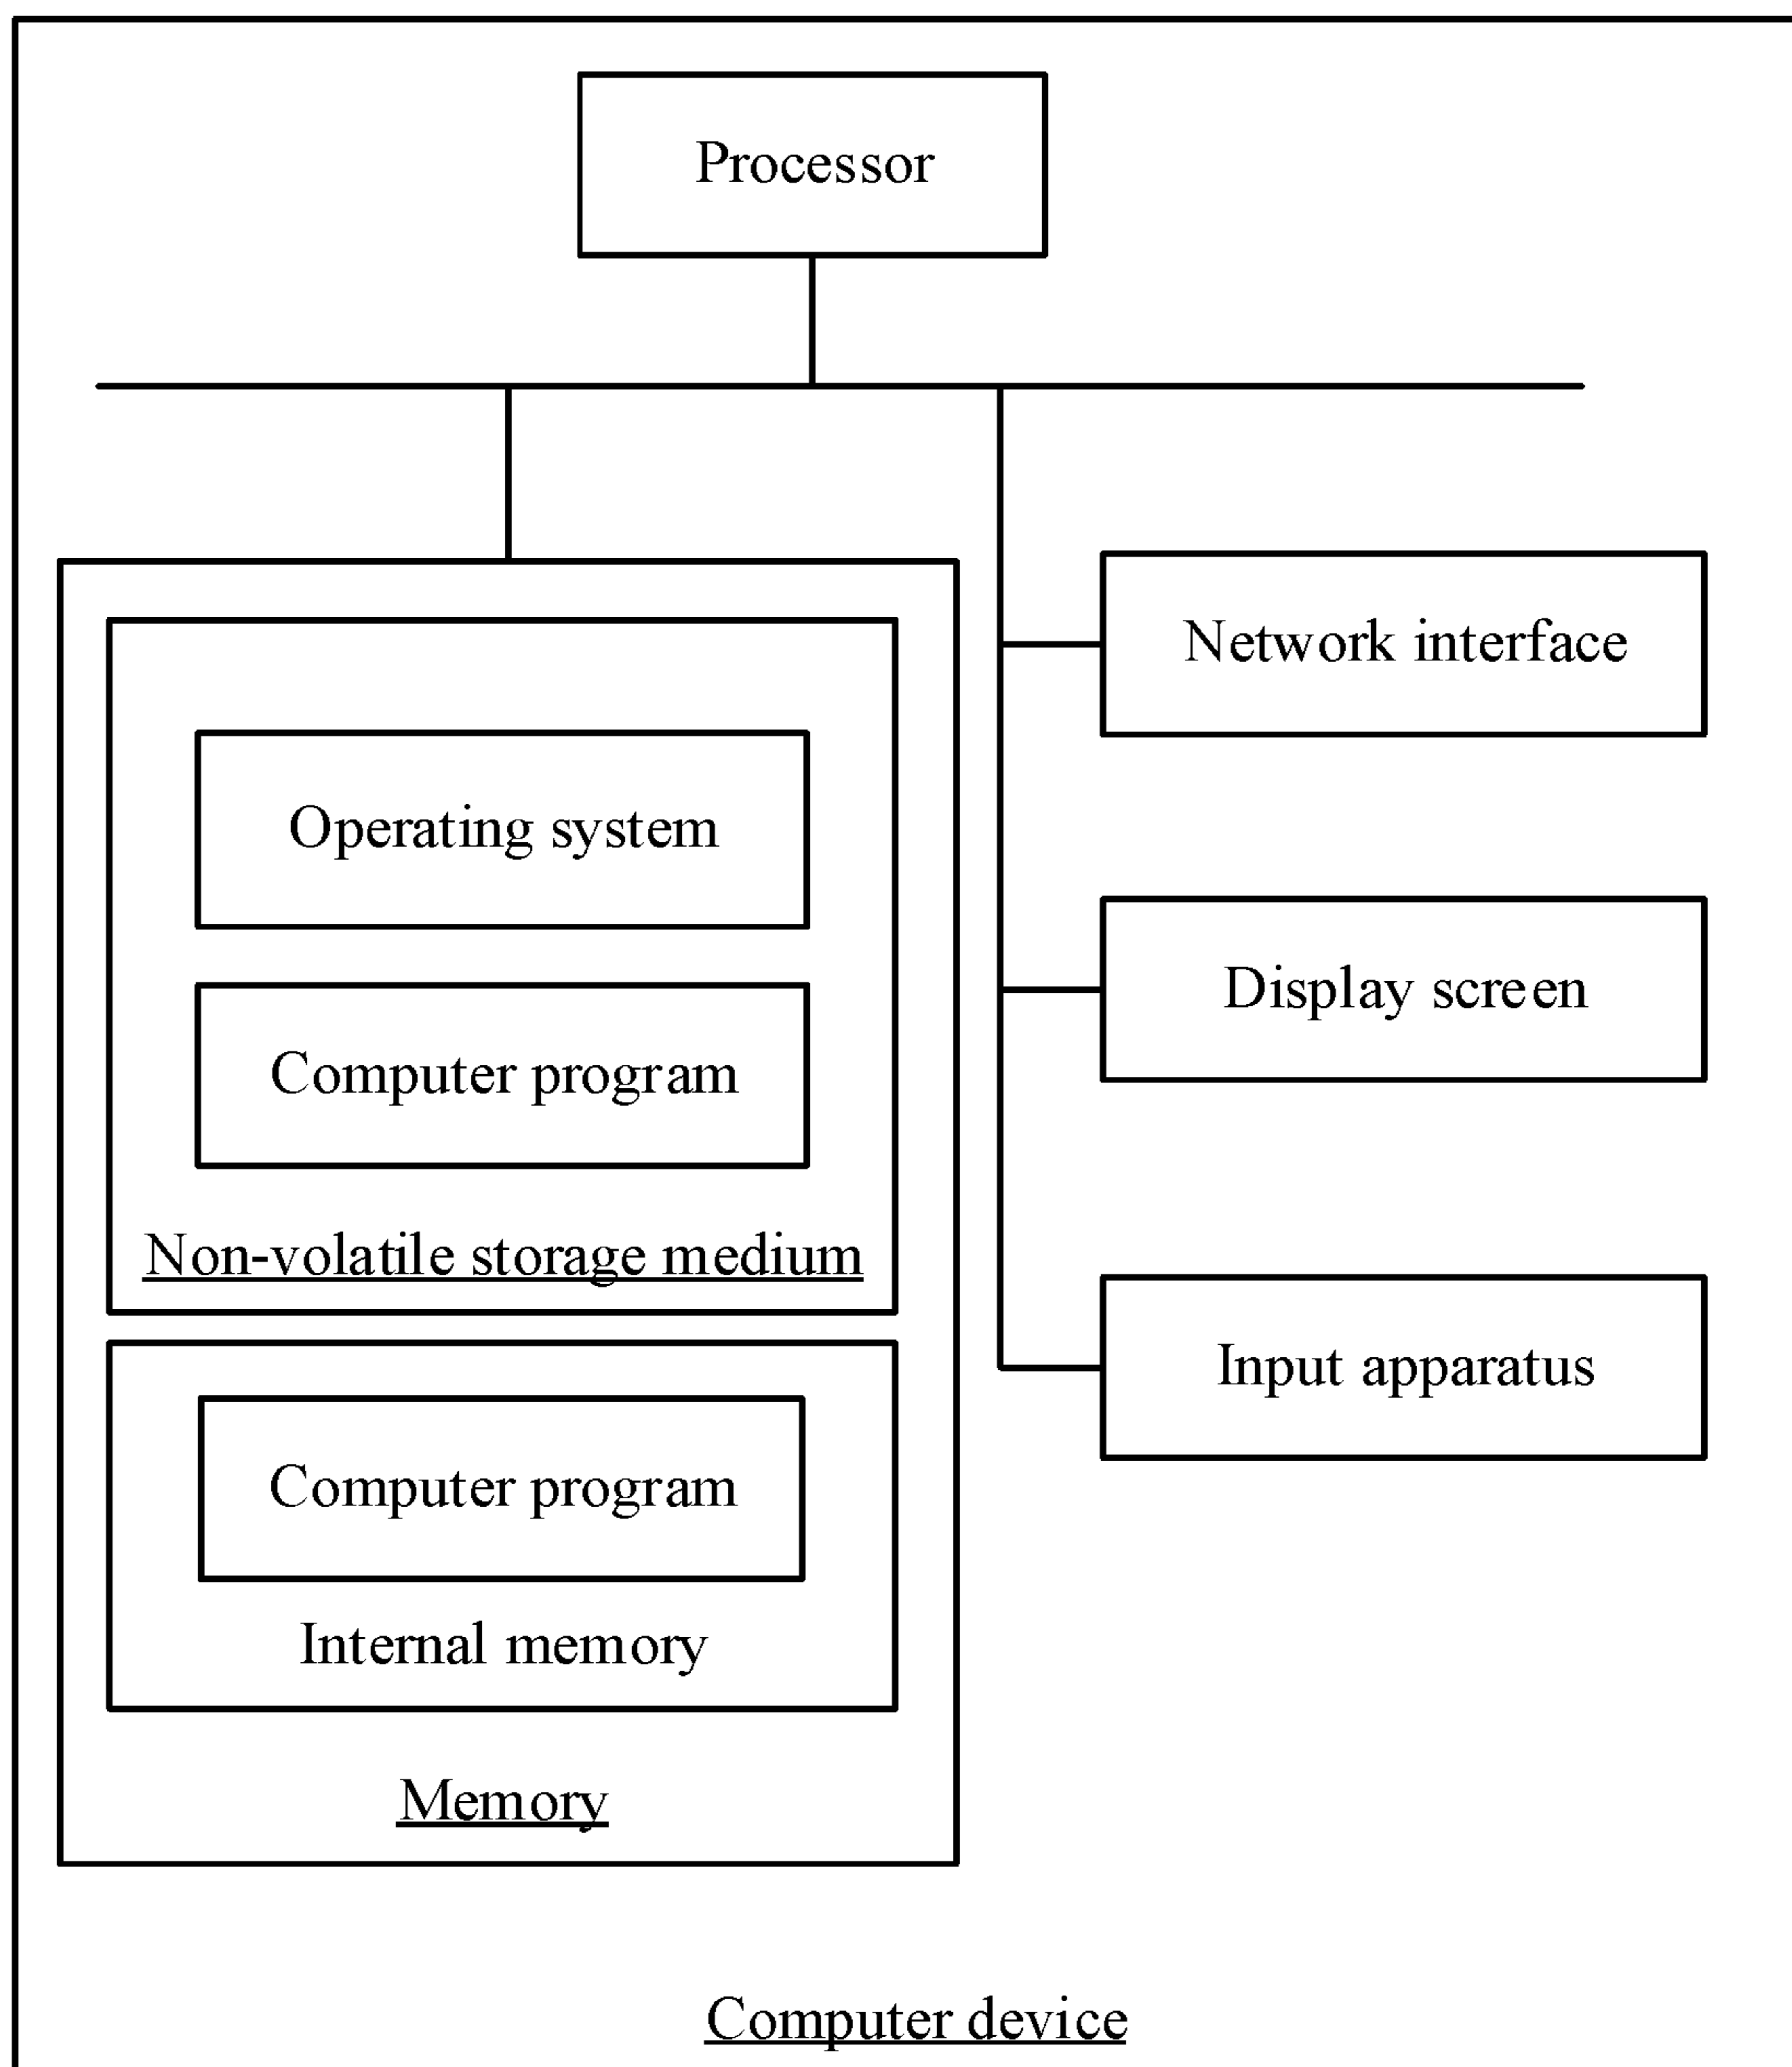 Processor
Network interface
Operating system
Display screen
Computer program
Non-volatile storage medium
Input apparatus
Computer program
Internal memory
Memory
Computer device